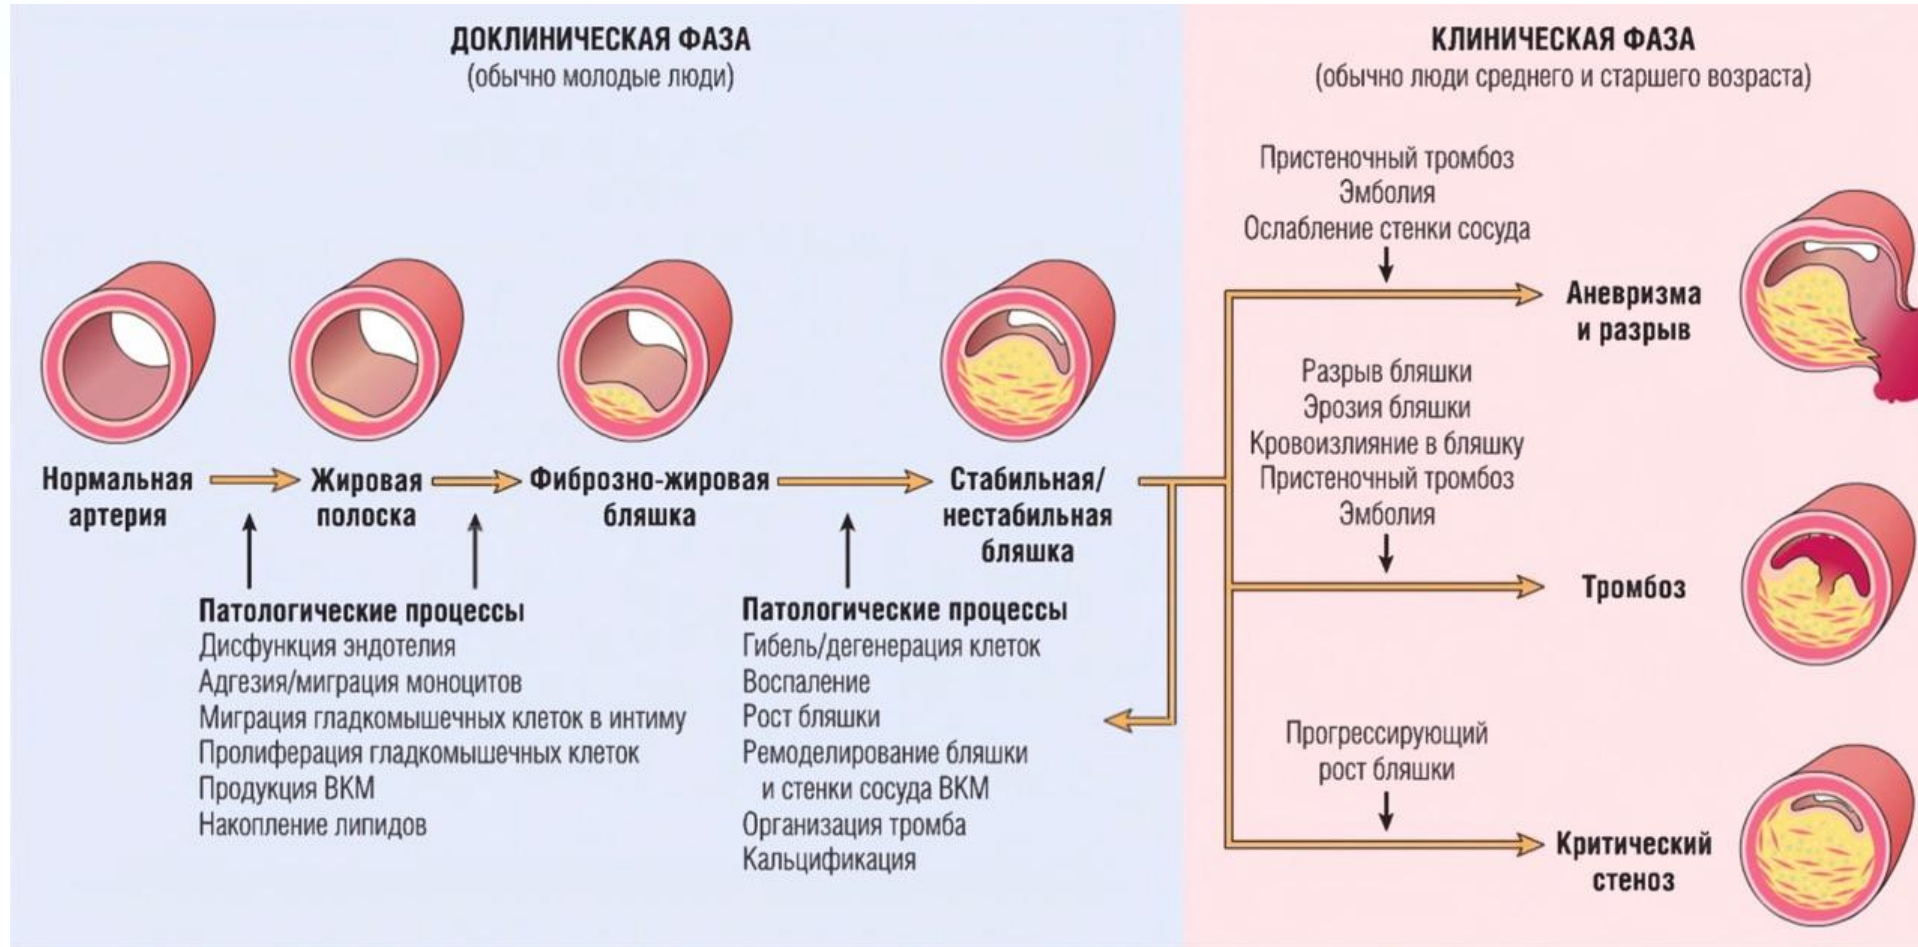 ДОКЛИНИЧЕСКАЯ ФАЗА
(обычно молодые люди)
Нормальная
артерия
Жировая
полоска
Фиброзно-жировая
бляшка
Стабильная/
нестабильная
бляшка
Патологические процессы
Дисфункция эндотелия
Адгезия/миграция моноцитов
Миграция гладкомышечных клеток в интиму
Пролиферация гладкомышечных клеток
Продукция ВКМ
Накопление липидов
Патологические процессы
Гибель/дегенерация клеток
Воспаление
Рост бляшки
Ремоделирование бляшки
и стенки сосуда ВКМ
Организация тромба
Кальцификация
КЛИНИЧЕСКАЯ ФАЗА
(обычно люди среднего и старшего возраста)
Пристеночный тромбоз
Эмболия
Ослабление стенки сосуда
Аневризма
и разрыв
Разрыв бляшки
Эрозия бляшки
Кровоизлияние в бляшку
Пристеночный тромбоз
Эмболия
Тромбоз
Прогрессирующий
рост бляшки
Критический
стеноз